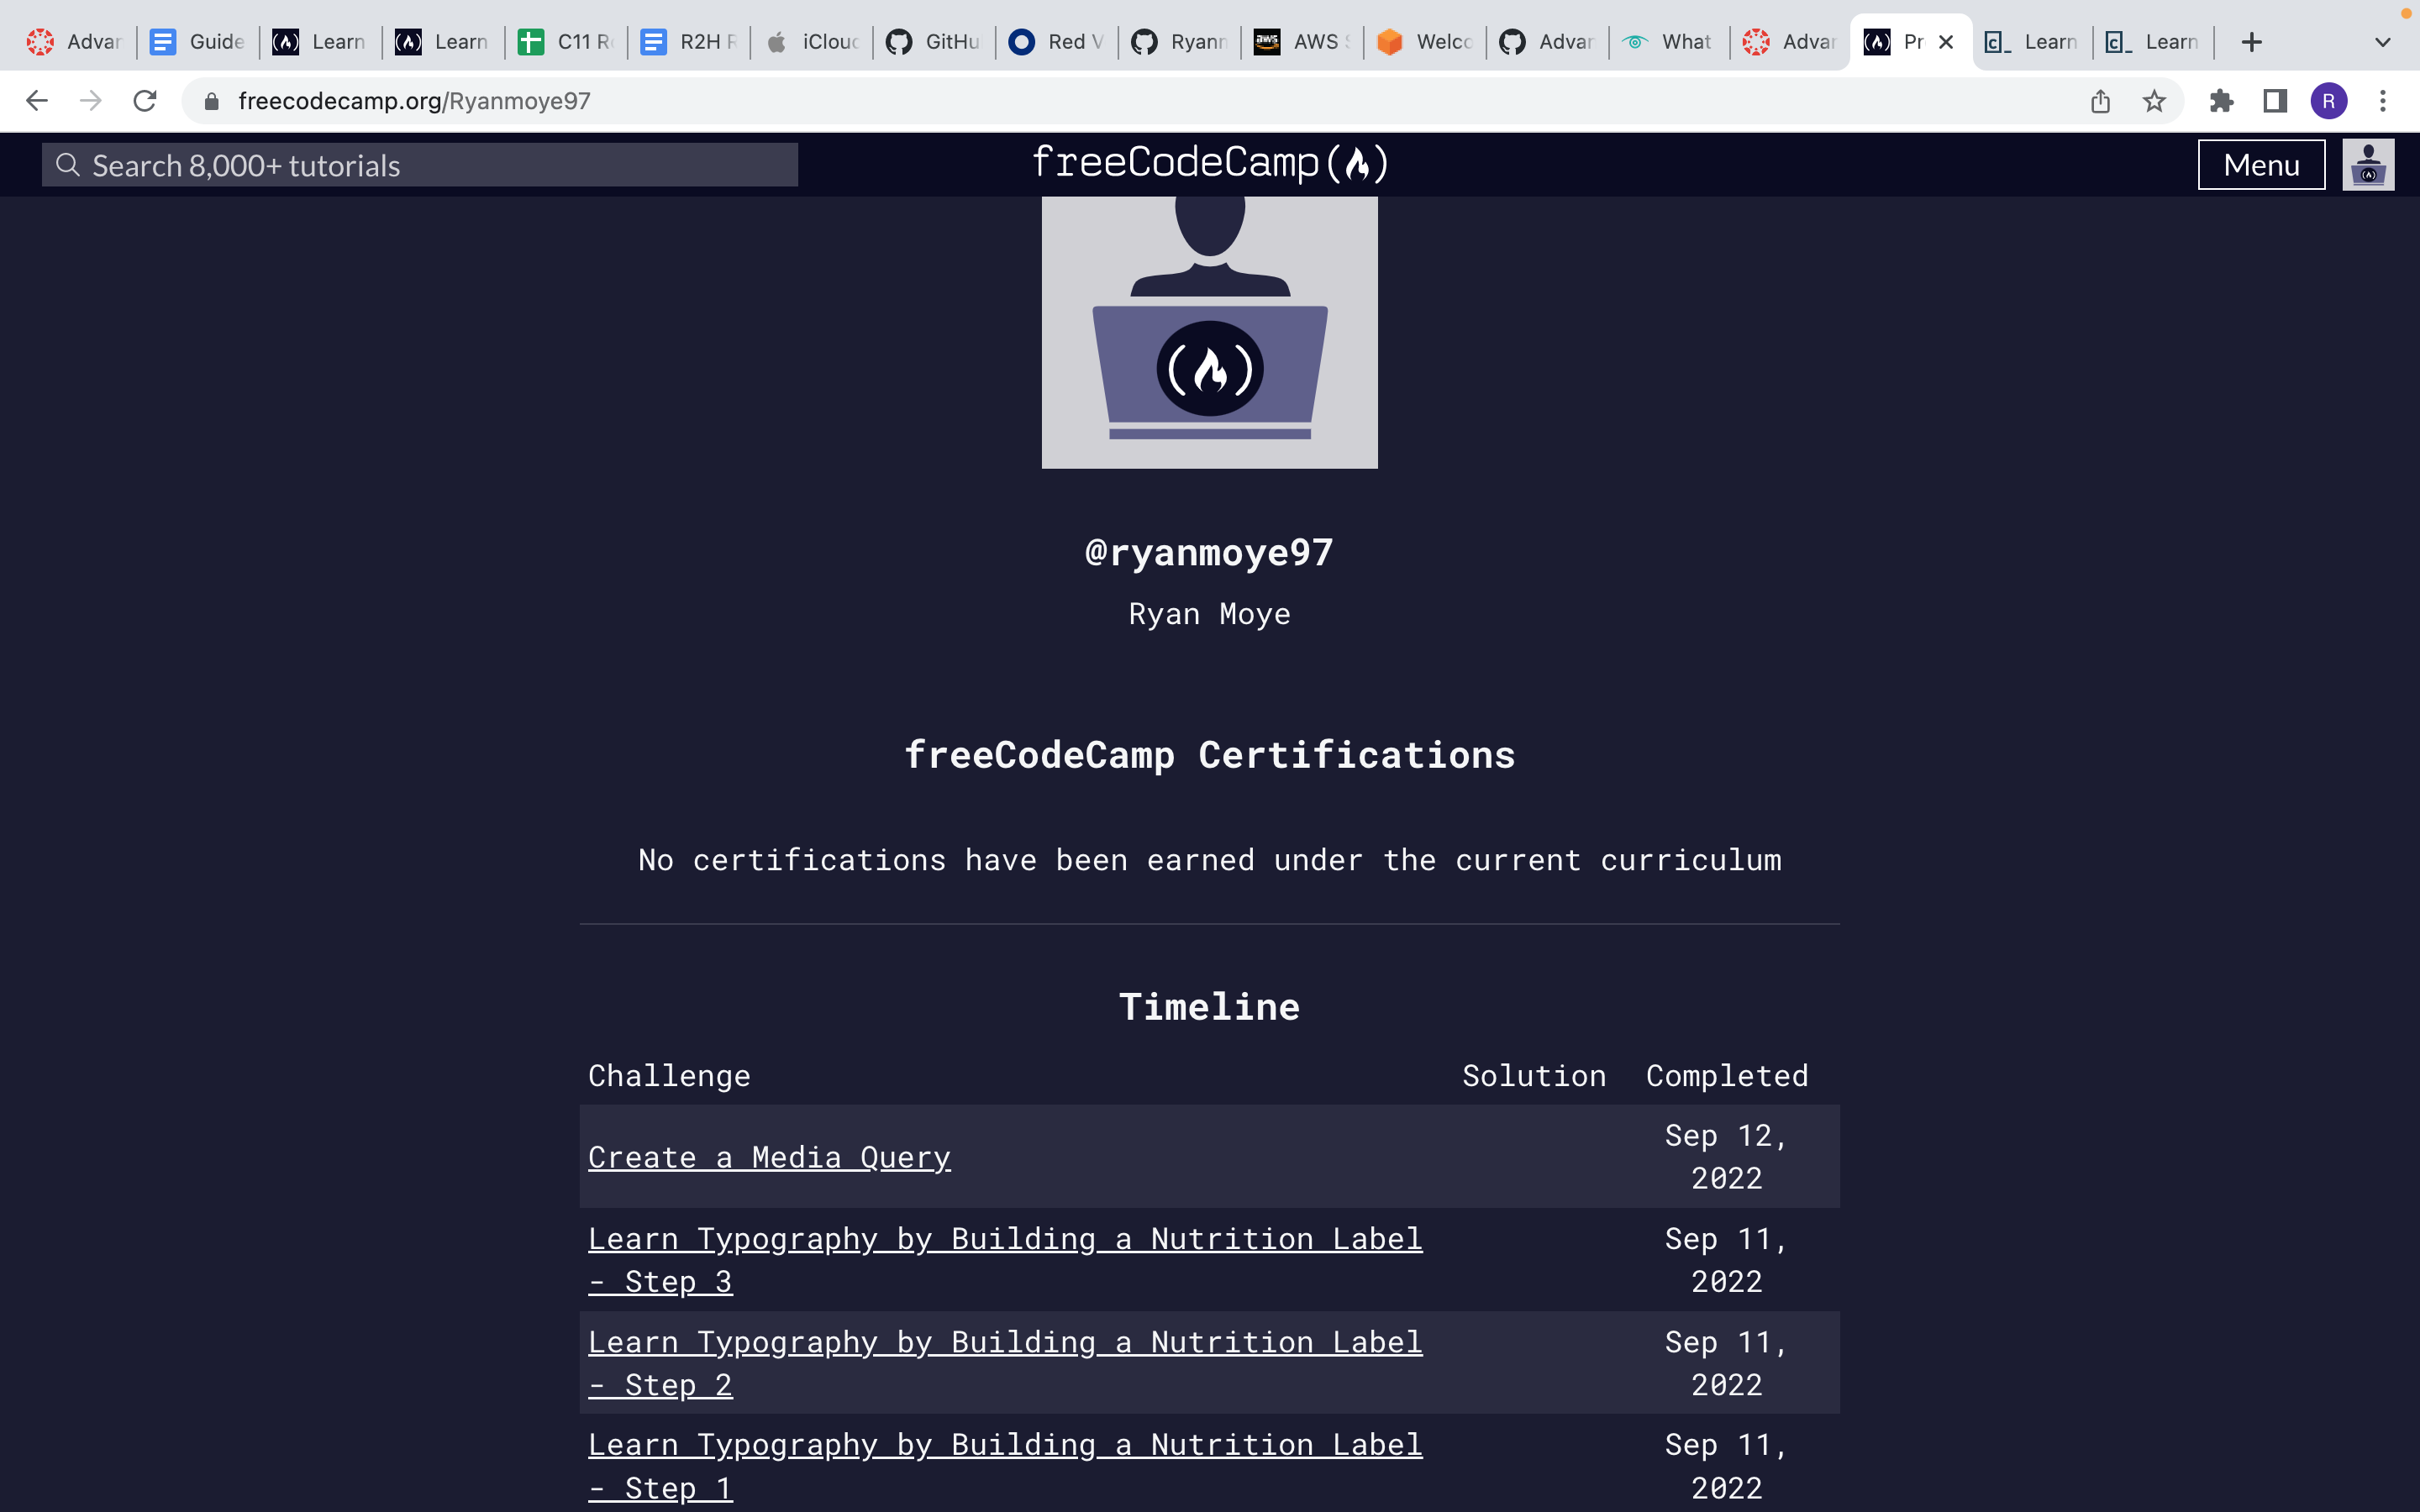 Advar Guide Learn Learn C11 R R2H R iCloud GitHu Red V Ryann AWS S Welco Advar What Advar Pr Learn Learn
freecodecamp.org/Ryanmoye97
R
Search 8,000+ tutorials
freeCodeCamp
Menu
@ryanmoye97
Ryan Moye
freeCodeCamp Certifications
No certifications have been earned under the current curriculum
Timeline
Challenge Solution Completed
Create a Media Query
Sep 12,
2022
Learn Typography by Building a Nutrition Label
- Step 3
Sep 11,
2022
Learn Typography by Building a Nutrition Label
- Step 2
Sep 11,
2022
Learn Typography by Building a Nutrition Label
- Step 1
Sep 11,
2022